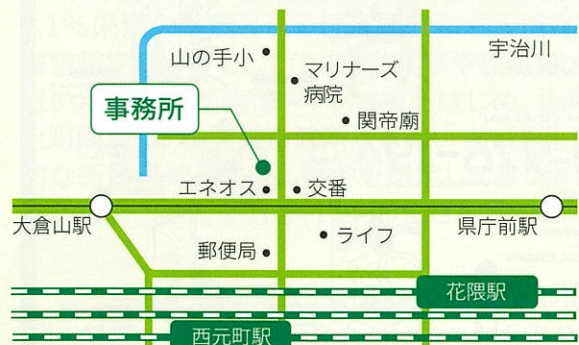 宇治川
山の手小
マリナーズ
病院
事務所
関帝廟
エネオス
交番
大倉山駅
県庁前駅
ライフ
郵便局
花隈駅
西元町駅